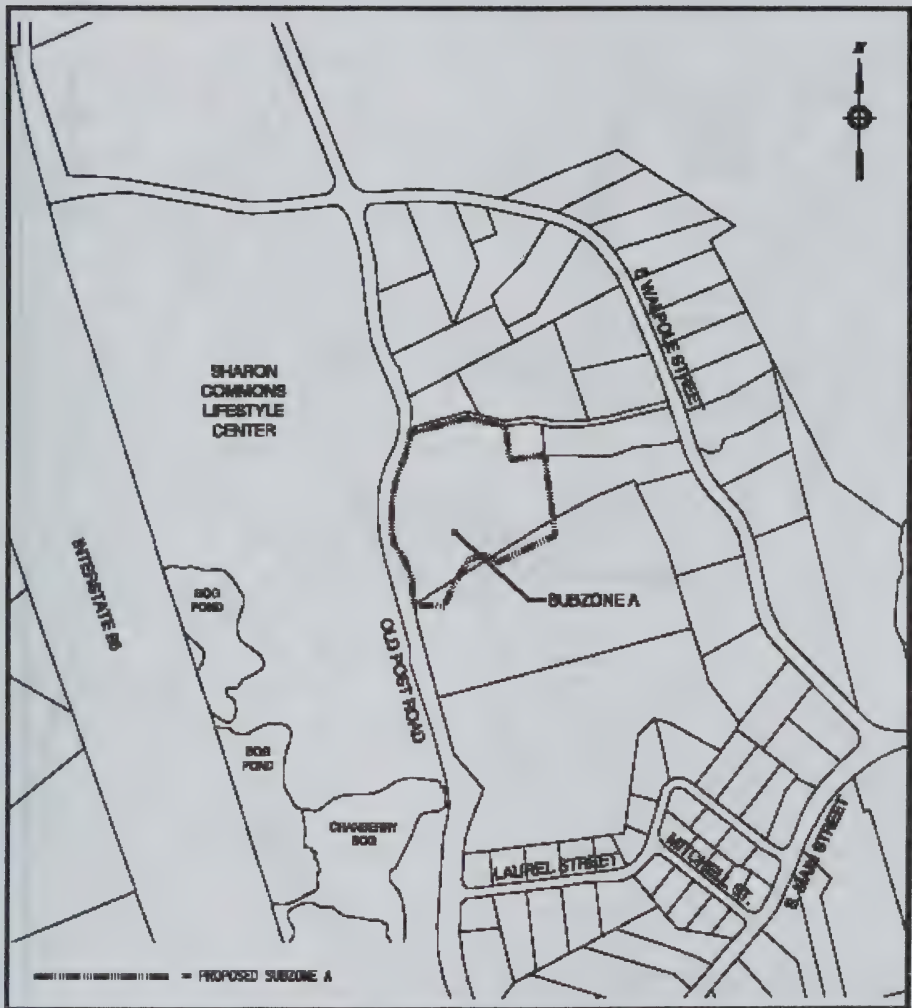 N
S WALPOLE STREET
SHARON
COMMONS
LIFESTYLE
CENTER
INTERSTATE 95
BOG
POND
SUBZONE A
OLD POST ROAD
BOG
POND
CRANBERRY
BOG
LAUREL STREET
MITCHELL ST.
S. MAIN STREET
= PROPOSED SUBZONE A